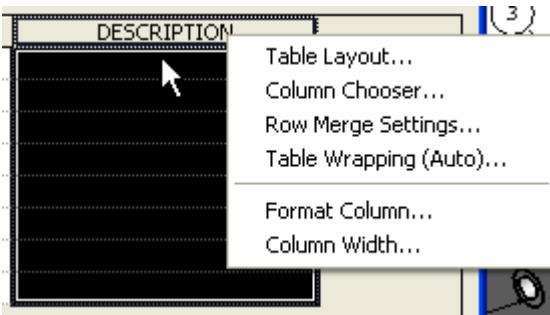 DESCRIPTION
3
Table Layout...
Column Chooser...
Row Merge Settings...
Table Wrapping (Auto)...
Format Column...
Column Width...